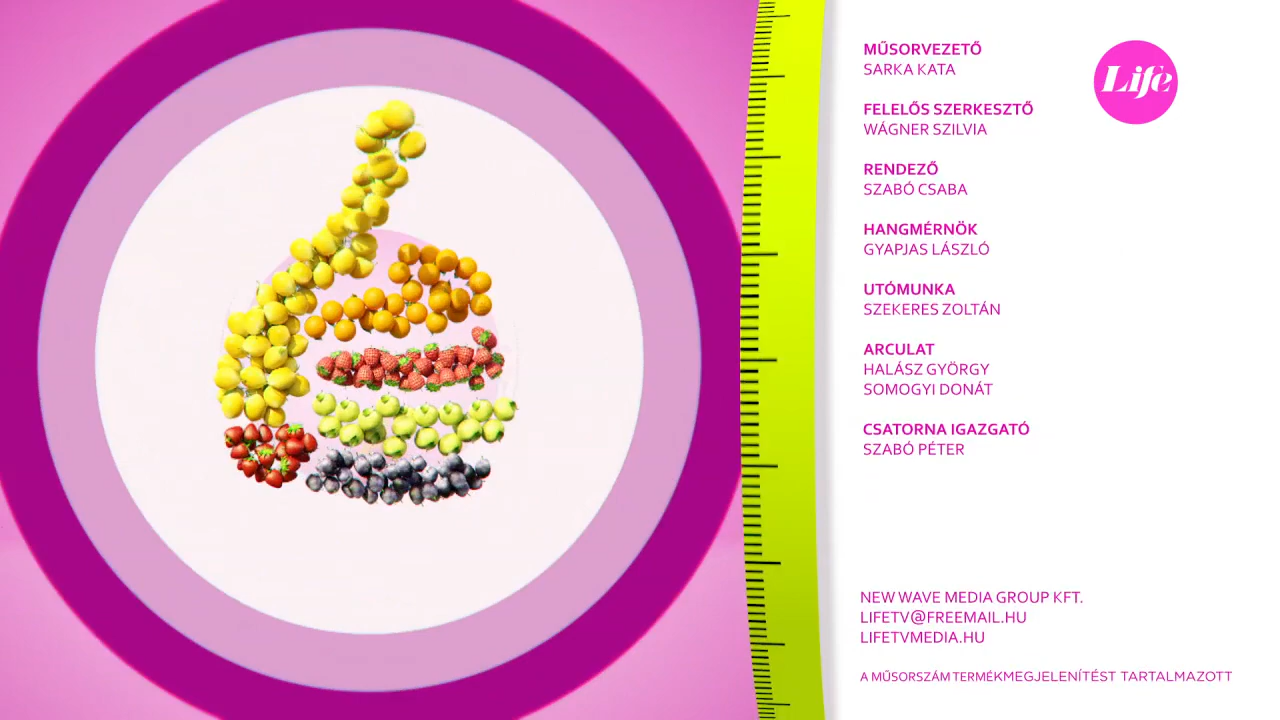 MŰSORVEZETŐ
SARKA KATA
Life
FELELŐS SZERKESZTŐ
WÁGNER SZILVIA
RENDEZŐ
SZABÓ CSABA
HANGMÉRNÖK
GYAPJAS LÁSZLÓ
UTÓMUNKA
SZEKERES ZOLTÁN
ARCULAT
HALÁSZ GYÖRGY
SOMOGYI DONÁT
CSATORNA IGAZGATÓ
SZABÓ PÉTER
NEW WAVE MEDIA GROUP KFT.
LIFETV@FREEMAIL.HU
LIFETVMEDIA.HU
A MŰSORSZÁM TERMÉKMEGJELENÍTÉST TARTALMAZOTT